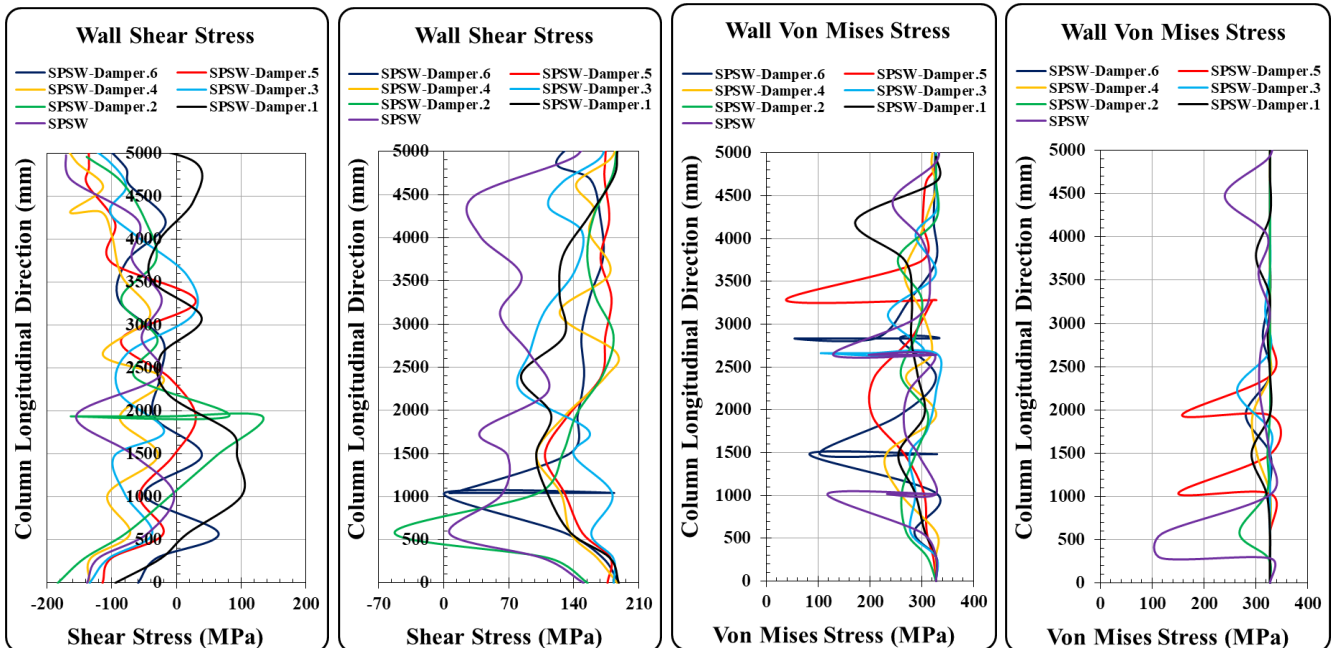 Wall Shear Stress
SPSW-Damper.6 SPSW-Damper.5
SPSW-Damper.4 SPSW-Damper.3
SPSW-Damper.2 SPSW-Damper.1
SPSW
Column Longitudinal Direction (mm)
5000
4500
4000
3500
3000
2500
2000
1500
1000
500
0
-200 -100 0 100 200
Shear Stress (MPa)
Wall Shear Stress
SPSW-Damper.6 SPSW-Damper.5
SPSW-Damper.4 SPSW-Damper.3
SPSW-Damper.2 SPSW-Damper.1
SPSW
Column Longitudinal Direction (mm)
5000
4500
4000
3500
3000
2500
2000
1500
1000
500
0
-70 0 70 140 210
Shear Stress (MPa)
Wall Von Mises Stress
SPSW-Damper.6 SPSW-Damper.5
SPSW-Damper.4 SPSW-Damper.3
SPSW-Damper.2 SPSW-Damper.1
SPSW
Column Longitudinal Direction (mm)
5000
4500
4000
3500
3000
2500
2000
1500
1000
500
0
0 100 200 300 400
Von Mises Stress (MPa)
Wall Von Mises Stress
SPSW-Damper.6 SPSW-Damper.5
SPSW-Damper.4 SPSW-Damper.3
SPSW-Damper.2 SPSW-Damper.1
SPSW
Column Longitudinal Direction (mm)
5000
4500
4000
3500
3000
2500
2000
1500
1000
500
0
0 100 200 300 400
Von Mises Stress (MPa)